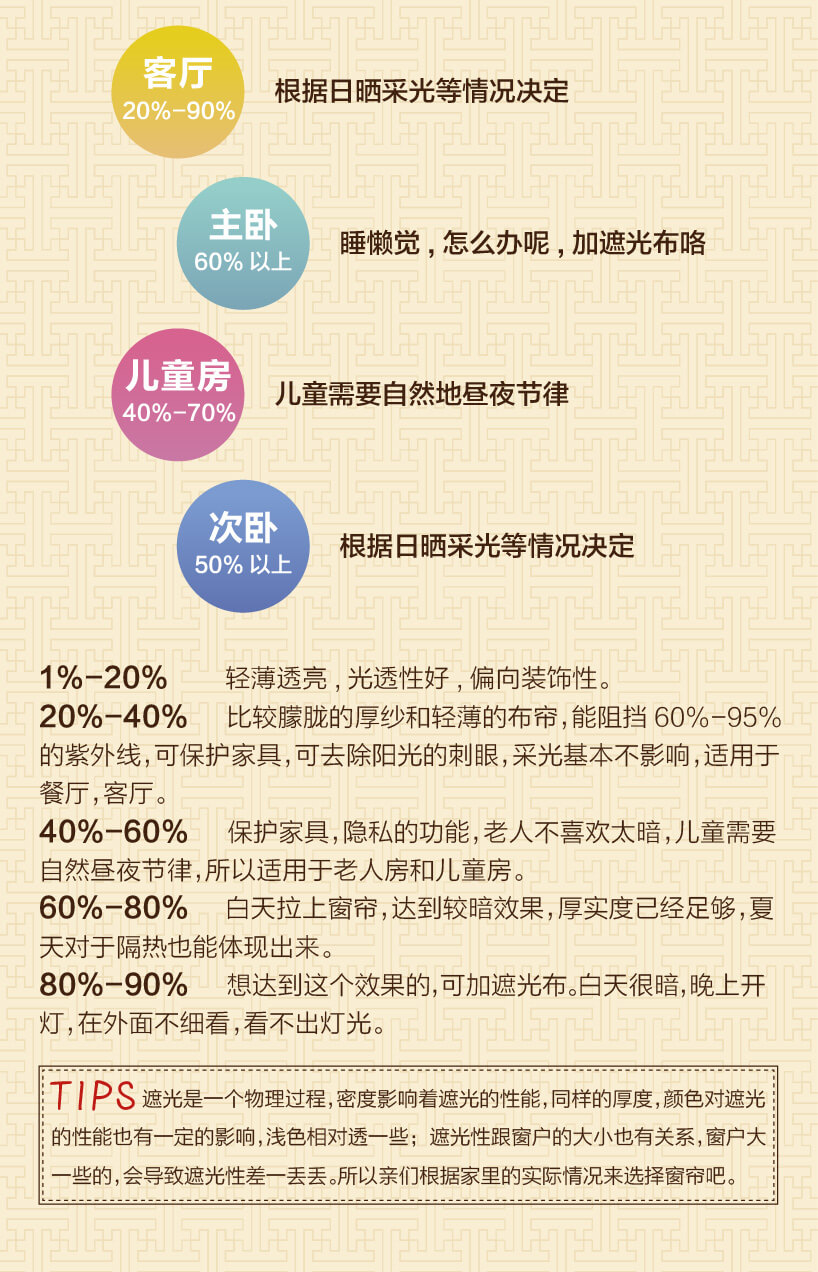 客厅
20%-90%
根据日晒采光等情况决定
主卧
60% 以上
睡懒觉，怎么办呢，加遮光布咯
儿童房
40%-70%
儿童需要自然地昼夜节律
次卧
50% 以上
根据日晒采光等情况决定
1%-20% 轻薄透亮，光透性好，偏向装饰性。
20%-40% 比较朦胧的厚纱和轻薄的布帘，能阻挡 60%-95%
的紫外线，可保护家具，可去除阳光的刺眼，采光基本不影响，适用于
餐厅，客厅。
40%-60% 保护家具，隐私的功能，老人不喜欢太暗，儿童需要
自然昼夜节律，所以适用于老人房和儿童房。
60%-80% 白天拉上窗帘，达到较暗效果，厚实度已经足够，夏
天对于隔热也能体现出来。
80%-90% 想达到这个效果的，可加遮光布。白天很暗，晚上开
灯，在外面不细看，看不出灯光。
TIPS 遮光是一个物理过程，密度影响着遮光的性能，同样的厚度，颜色对遮光
的性能也有一定的影响，浅色相对透一些；遮光性跟窗户的大小也有关系，窗户大
一些的，会导致遮光性差一丢丢。所以亲们根据家里的实际情况来选择窗帘吧。